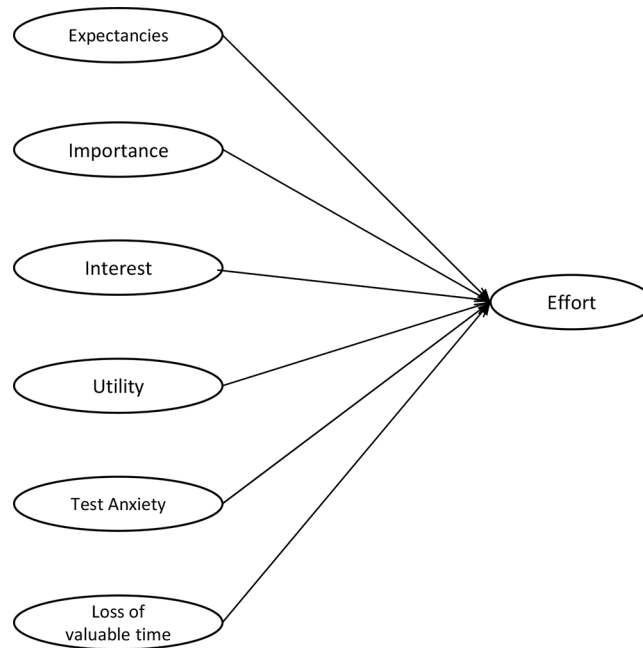 Expectancies
Importance
Interest
Effort
Utility
Test Anxiety
Loss of
valuable time